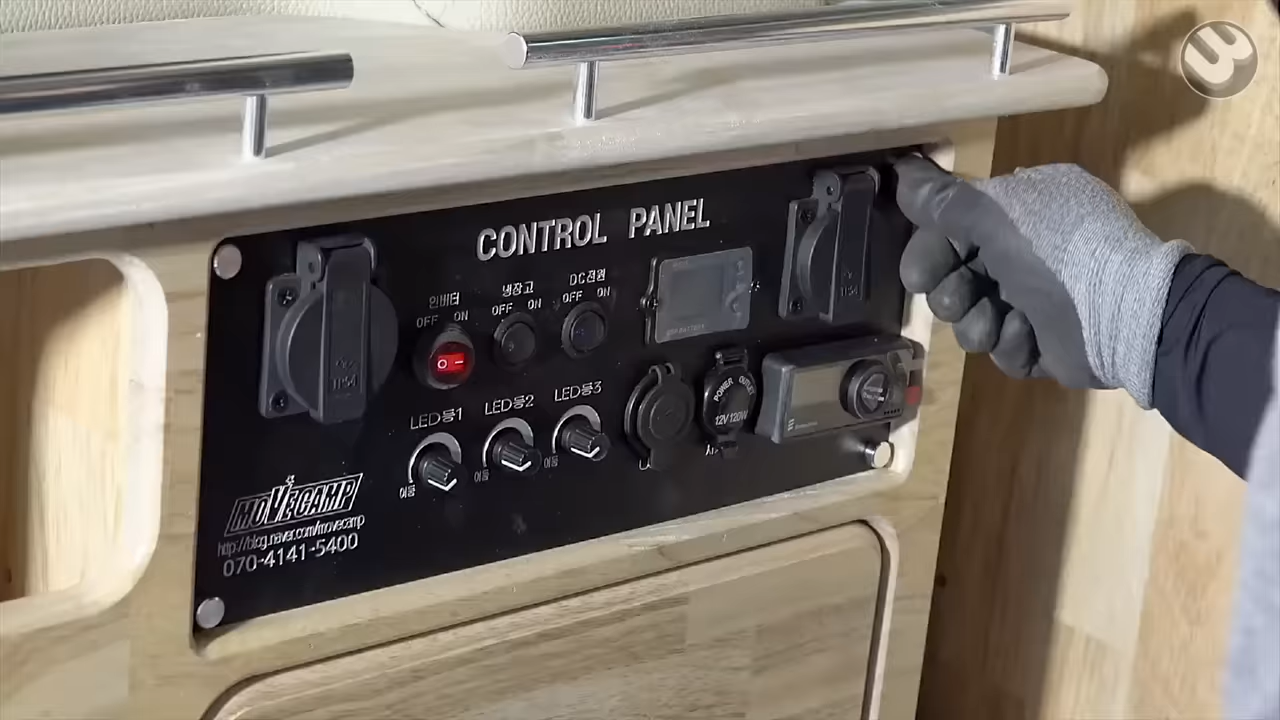 CONTROL PANEL
인버터
OFF ON
냉장고
OFF ON
DC전원
OFF ON
LED등1
LED등2
LED등3
POWER OUTLET
12V 120W
IP54
IP54
MOVECAMP
http://blog.naver.com/movecamp
070-4141-5400